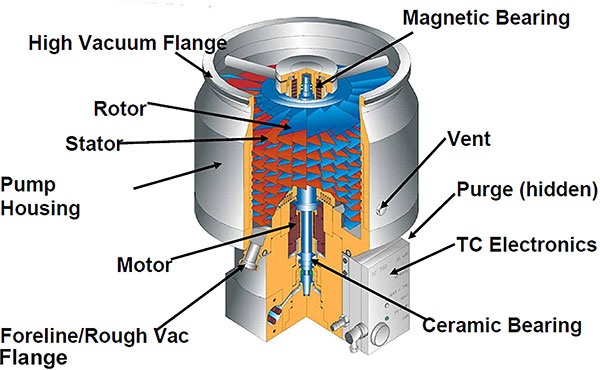 Magnetic Bearing
High Vacuum Flange
Rotor
Stator
Vent
Pump
Housing
Purge (hidden)
TC Electronics
Motor
Ceramic Bearing
Foreline/Rough Vac
Flange